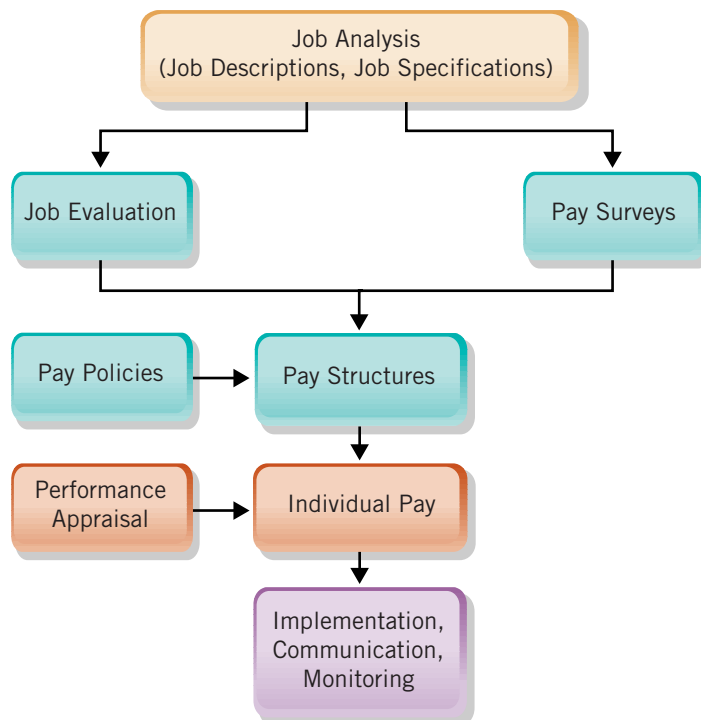 Job Analysis
(Job Descriptions, Job Specifications)
Job Evaluation
Pay Surveys
Pay Policies
Pay Structures
Performance
Appraisal
Individual Pay
Implementation,
Communication,
Monitoring